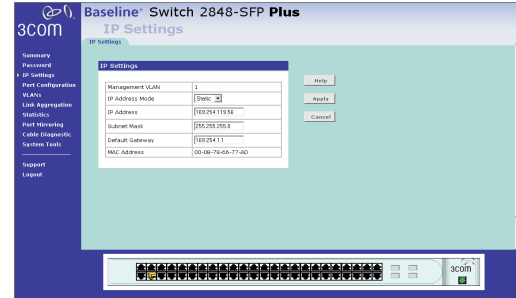 3COM
Baseline Switch 2848-SFP Plus
IP Settings
IP Settings
Summary
Password
IP Settings
Port Configuration
VLANs
Link Aggregation
Statistics
Port Mirroring
Cable Diagnostic
System Tools
Support
Logout
IP Settings
Management VLAN 1
IP Address Mode Static
IP Address 169.254.119.56
Subnet Mask 255.255.255.0
Default Gateway 169.254.1.1
MAC Address 00-0B-78-66-77-AD
Help
Apply
Cancel
3COM